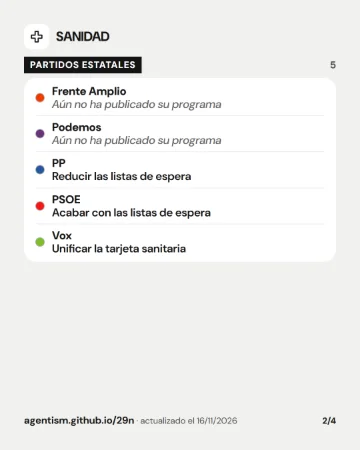 SANIDAD
PARTIDOS ESTATALES 5
Frente Amplio
Aún no ha publicado su programa
Podemos
Aún no ha publicado su programa
PP
Reducir las listas de espera
PSOE
Acabar con las listas de espera
Vox
Unificar la tarjeta sanitaria
agentism.github.io/29n · actualizado el 16/11/2026 2/4